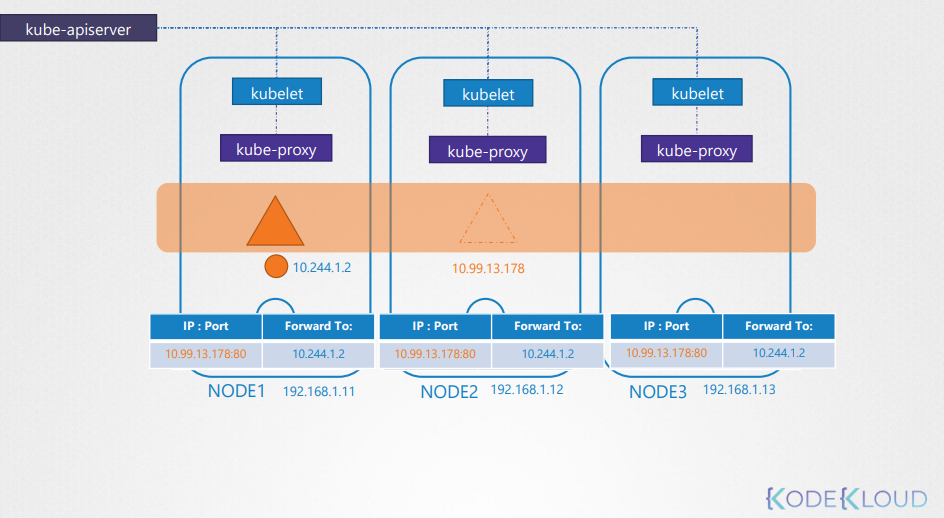 kube-apiserver
kubelet
kubelet
kubelet
kube-proxy
kube-proxy
kube-proxy
10.244.1.2
10.99.13.178
IP : Port Forward To:
10.99.13.178:80 10.244.1.2
IP : Port Forward To:
10.99.13.178:80 10.244.1.2
IP : Port Forward To:
10.99.13.178:80 10.244.1.2
NODE1 192.168.1.11
NODE2 192.168.1.12
NODE3 192.168.1.13
KODEKLOUD